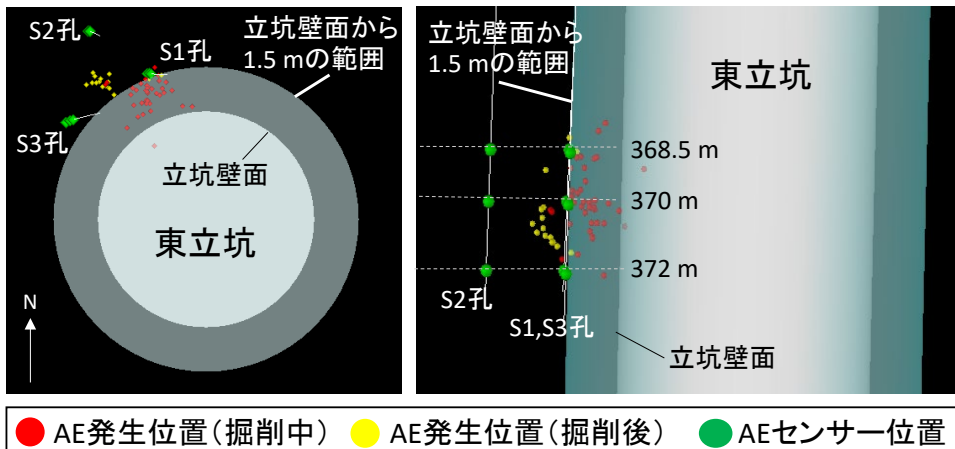 S2孔
S1孔
立坑壁面から
1.5 mの範囲
S3孔
立坑壁面
東立坑
N
立坑壁面から
1.5 mの範囲
東立坑
368.5 m
370 m
372 m
S2孔
S1,S3孔
立坑壁面
AE発生位置(掘削中) AE発生位置(掘削後) AEセンサー位置